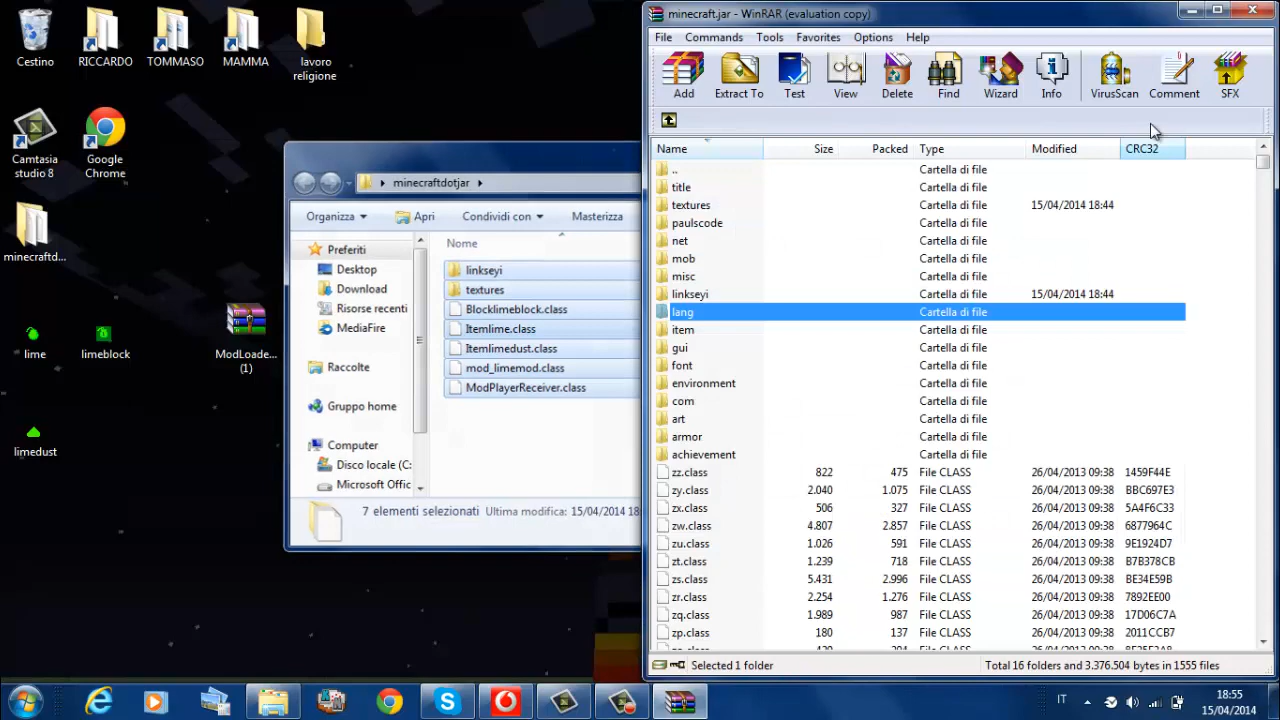 Cestino
RICCARDO
TOMMASO
MAMMA
lavoro
religione
Camtasia
studio 8
Google
Chrome
minecraftd...
lime
limeblock
ModLoade...
(1)
limedust
minecraftdotjar
Organizza
Apri
Condividi con
Masterizza
Preferiti
Desktop
Download
Risorse recenti
MediaFire
Raccolte
Gruppo home
Computer
Disco locale (C:
Microsoft Offic
Nome
linkseyi
textures
Blocklimeblock.class
Itemlime.class
Itemlimedust.class
mod_limemod.class
ModPlayerReceiver.class
7 elementi selezionati Ultima modifica: 15/04/2014 18:
minecraft.jar - WinRAR (evaluation copy)
File Commands Tools Favorites Options Help
Add Extract To Test View Delete Find Wizard Info VirusScan Comment SFX
Name Size Packed Type Modified CRC32
.. Cartella di file
title Cartella di file
textures Cartella di file 15/04/2014 18:44
paulscode Cartella di file
net Cartella di file
mob Cartella di file
misc Cartella di file
linkseyi Cartella di file 15/04/2014 18:44
lang Cartella di file
item Cartella di file
gui Cartella di file
font Cartella di file
environment Cartella di file
com Cartella di file
art Cartella di file
armor Cartella di file
achievement Cartella di file
zz.class 822 475 File CLASS 26/04/2013 09:38 1459F44E
zy.class 2.040 1.075 File CLASS 26/04/2013 09:38 BBC697E3
zx.class 506 327 File CLASS 26/04/2013 09:38 5A4F6C33
zw.class 4.807 2.857 File CLASS 26/04/2013 09:38 6877964C
zu.class 1.026 591 File CLASS 26/04/2013 09:38 9E1924D7
zt.class 1.239 718 File CLASS 26/04/2013 09:38 B7B378CB
zs.class 5.431 2.996 File CLASS 26/04/2013 09:38 BE34E59B
zr.class 2.254 1.276 File CLASS 26/04/2013 09:38 7892EE00
zq.class 1.989 987 File CLASS 26/04/2013 09:38 17D06C7A
zp.class 180 137 File CLASS 26/04/2013 09:38 2011CCB7
Selected 1 folder Total 16 folders and 3.376.504 bytes in 1555 files
IT
18:55
15/04/2014